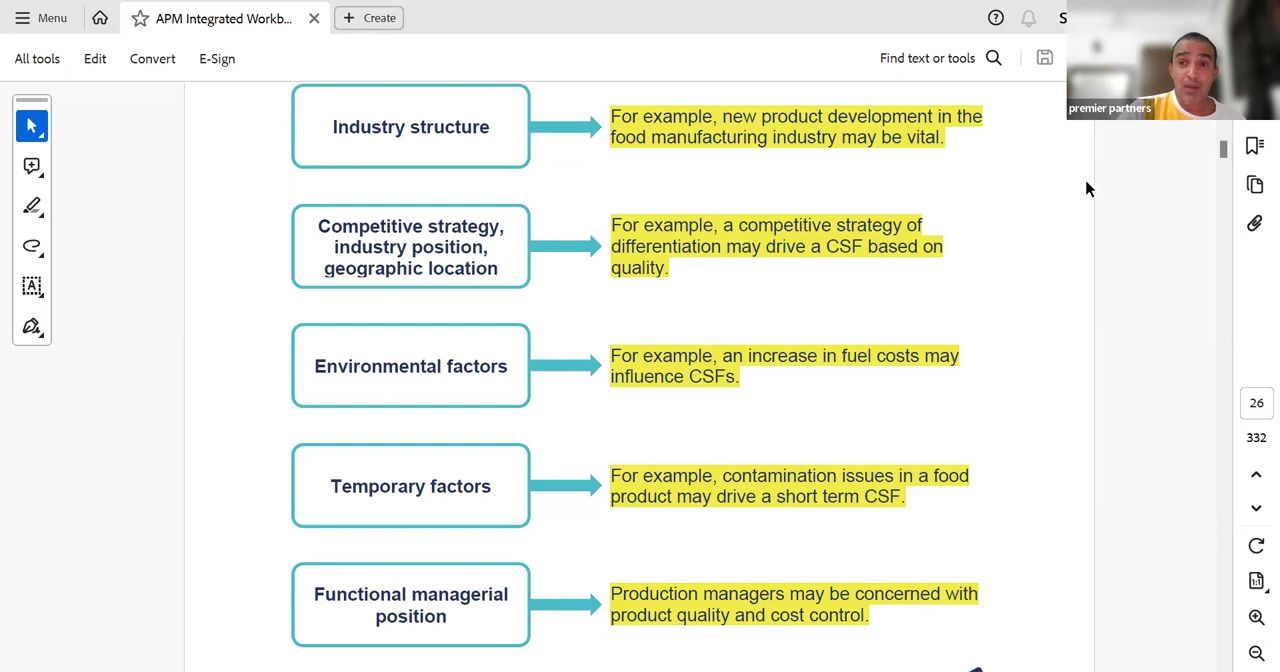 Menu
APM Integrated Workb...
Create
S
All tools
Edit
Convert
E-Sign
Find text or tools
premier partners
Industry structure
For example, new product development in the
food manufacturing industry may be vital.
Competitive strategy,
industry position,
geographic location
For example, a competitive strategy of
differentiation may drive a CSF based on
quality.
Environmental factors
For example, an increase in fuel costs may
influence CSFs.
Temporary factors
For example, contamination issues in a food
product may drive a short term CSF.
Functional managerial
position
Production managers may be concerned with
product quality and cost control.
26
332